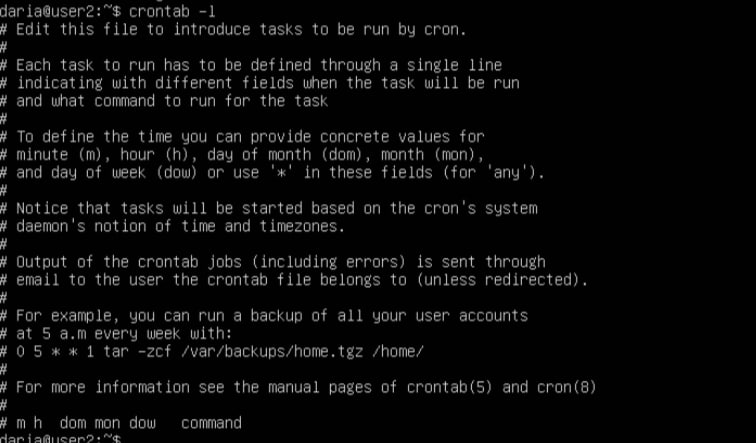 daria@user2:~$ crontab -l
# Edit this file to introduce tasks to be run by cron.
#
# Each task to run has to be defined through a single line
# indicating with different fields when the task will be run
# and what command to run for the task
#
# To define the time you can provide concrete values for
# minute (m), hour (h), day of month (dom), month (mon),
# and day of week (dow) or use '*' in these fields (for 'any').
#
# Notice that tasks will be started based on the cron's system
# daemon's notion of time and timezones.
#
# Output of the crontab jobs (including errors) is sent through
# email to the user the crontab file belongs to (unless redirected).
#
# For example, you can run a backup of all your user accounts
# at 5 a.m every week with:
# 0 5 * * 1 tar -zcf /var/backups/home.tgz /home/
#
# For more information see the manual pages of crontab(5) and cron(8)
#
# m h  dom mon dow   command
daria@user2:~$